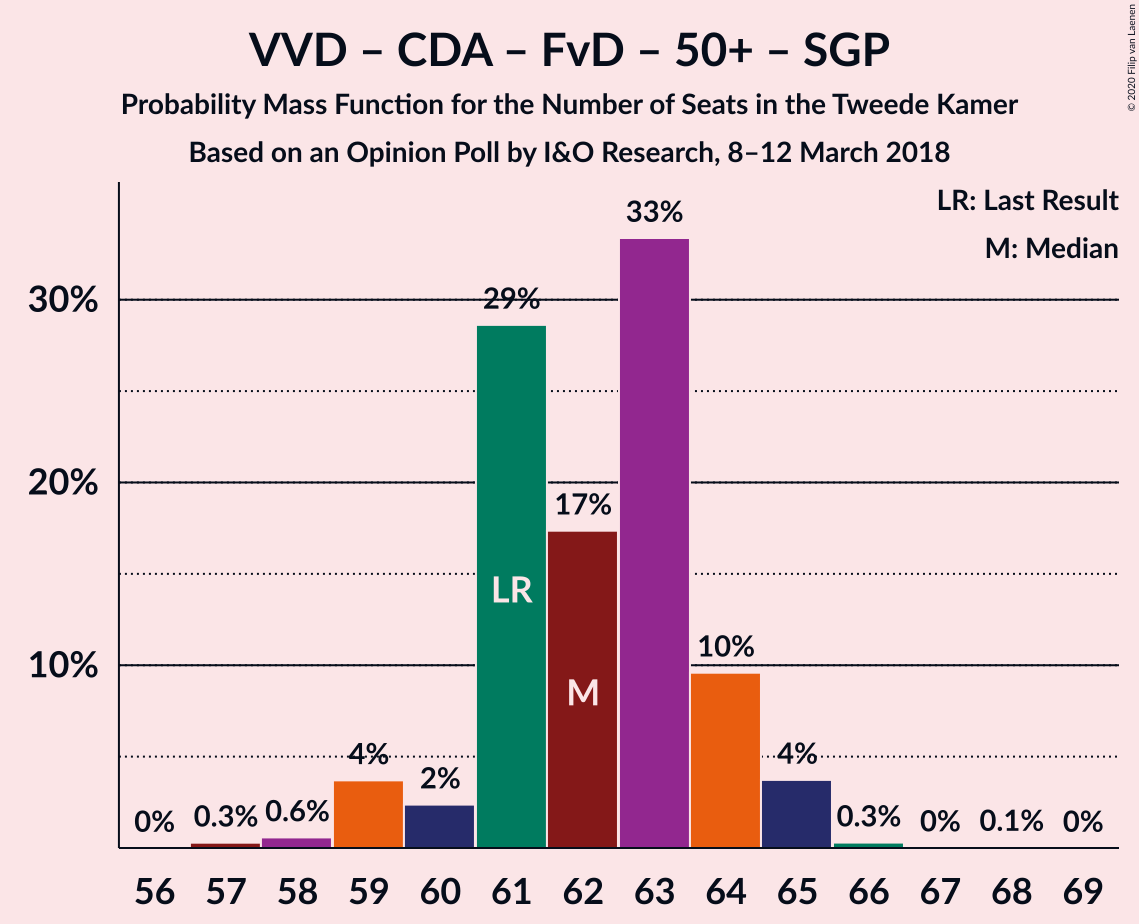 VVD – CDA – FvD – 50+ – SGP
Probability Mass Function for the Number of Seats in the Tweede Kamer
Based on an Opinion Poll by I&O Research, 8–12 March 2018
© 2020 Filip van Laenen
LR: Last Result
M: Median
33%
30%
29%
20%
17%
LR
10%
10%
M
4%
4%
2%
0%
0.3%
0.6%
0.3%
0%
0.1%
0%
56 57 58 59 60 61 62 63 64 65 66 67 68 69